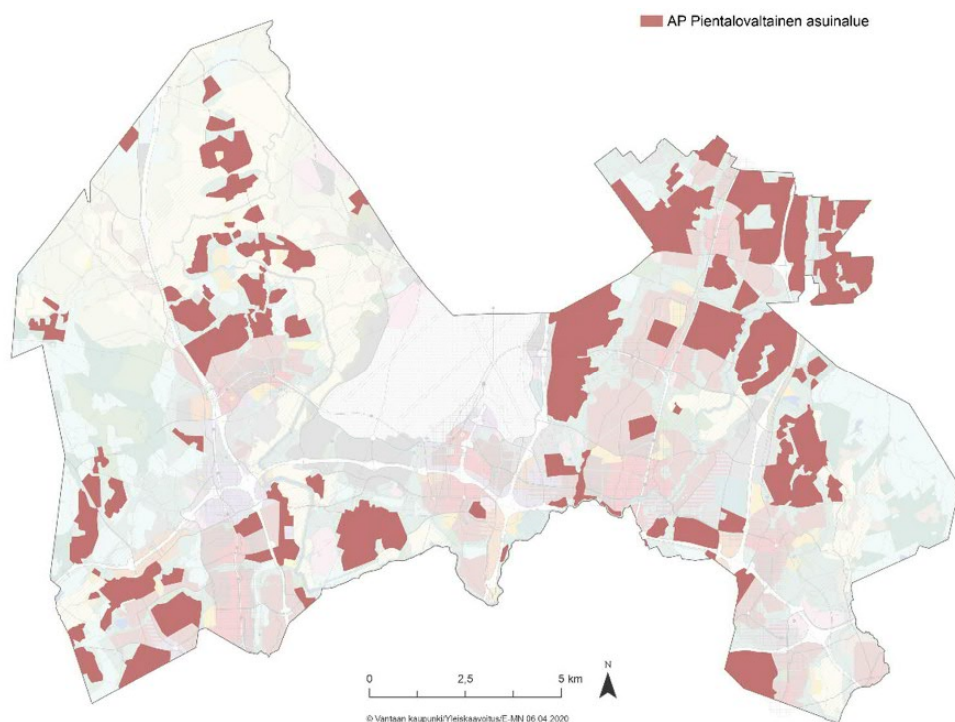 AP Pientalovaltainen asuinalue
0 2,5 5 km
N
© Vantaan kaupunki/Yleiskaavoitus/E-MN 06.04.2020